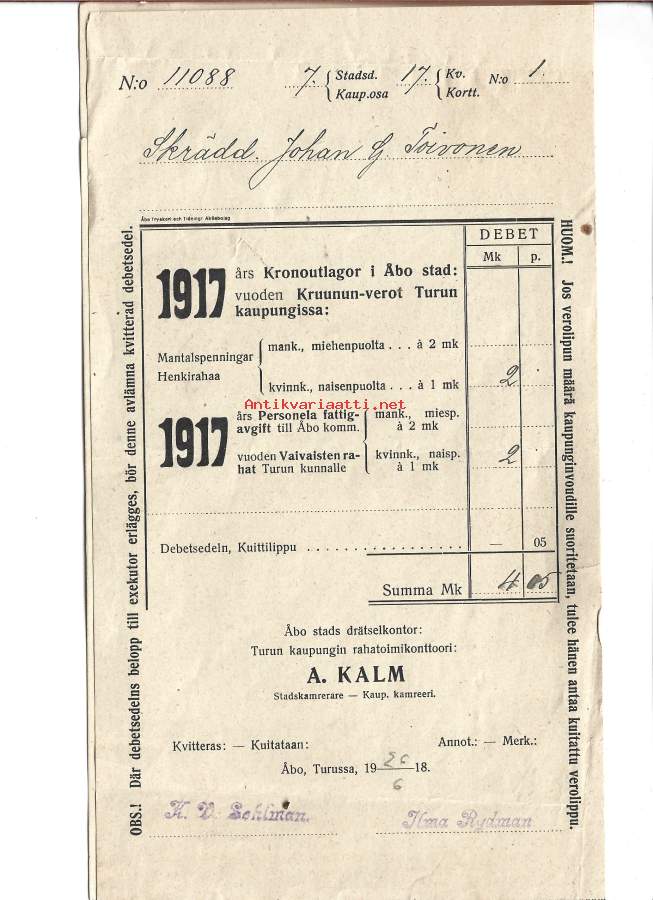 N:o 11088 7. Stadsd. Kaup.osa 17. Kv. Kortt. N:o 1.
Skrädd. Johan G. Toivonen
Åbo Tryckeri och Tidnings Aktiebolag
DEBET
Mk p.
1917 års Kronoutlagor i Åbo stad:
vuoden Kruunun-verot Turun
kaupungissa:
Mantalspenningar
Henkirahaa
mank., miehenpuolta . . . à 2 mk
kvinnk., naisenpuolta . . . à 1 mk 2
Antikvariaatti.net
1917 års Personela fattig-
avgift till Åbo komm.
vuoden Vaivaisten ra-
hat Turun kunnalle
mank., miesp.
à 2 mk
kvinnk., naisp. 2
à 1 mk
Debetsedeln, Kuittilippu . . . . . . . . . . . . . . . . . — 05
Summa Mk 4 05
Åbo stads drätselkontor:
Turun kaupungin rahatoimikonttoori:
A. KALM
Stadskamrerare — Kaup. kamreeri.
Kvitteras: — Kuitataan: Annot.: — Merk.:
Åbo, Turussa, 19 26/6 18.
K. V. Sohlman. Ilma Rydman
OBS.! Där debetsedelns belopp till exekutor erlägges, bör denne avlämna kvitterad debetsedel.
HUOM.! Jos verolipun määrä kaupunginvoudille suoritetaan, tulee hänen antaa kuitattu verolippu.